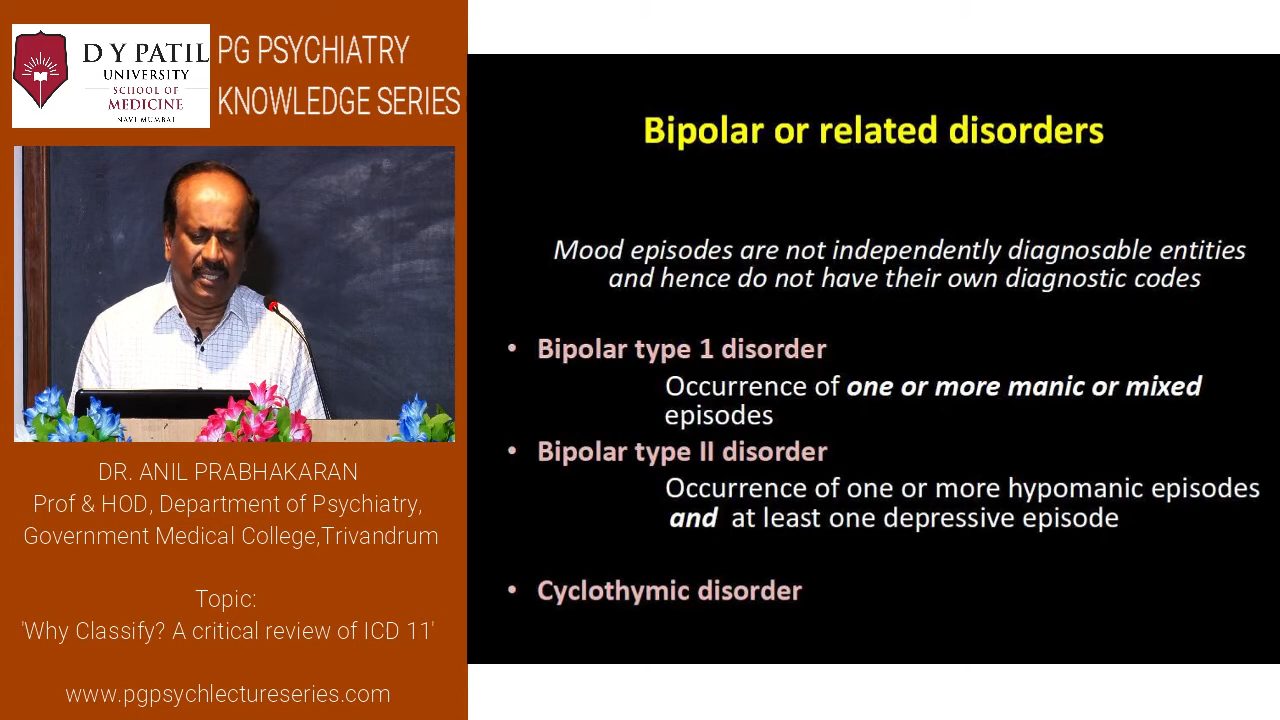 D Y PATIL
UNIVERSITY
SCHOOL OF
MEDICINE
NAVI MUMBAI
PG PSYCHIATRY
KNOWLEDGE SERIES
DR. ANIL PRABHAKARAN
Prof & HOD, Department of Psychiatry,
Government Medical College,Trivandrum
Topic:
'Why Classify? A critical review of ICD 11'
www.pgpsychlectureseries.com
Bipolar or related disorders
Mood episodes are not independently diagnosable entities
and hence do not have their own diagnostic codes
• Bipolar type 1 disorder
Occurrence of one or more manic or mixed
episodes
• Bipolar type II disorder
Occurrence of one or more hypomanic episodes
and at least one depressive episode
• Cyclothymic disorder